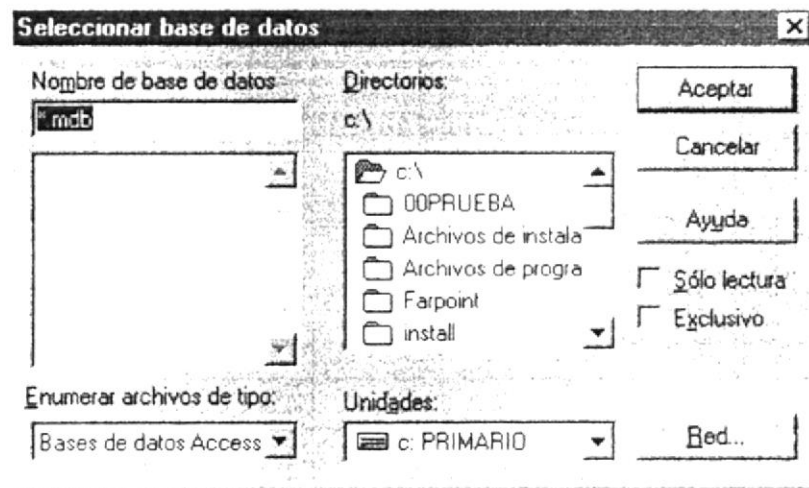 Seleccionar base de datos
Nombre de base de datos
*.mdb
Directorios:
c:\
c:\
00PRUEBA
Archivos de instala
Archivos de progra
Farpoint
install
Aceptar
Cancelar
Ayuda
Sólo lectura
Exclusivo
Enumerar archivos de tipo:
Bases de datos Access
Unidades:
c: PRIMARIO
Red...